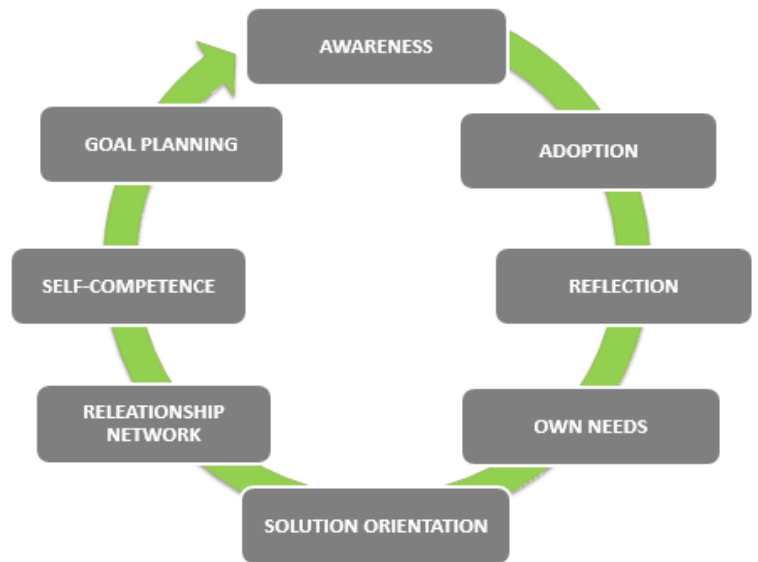 AWARENESS
ADOPTION
REFLECTION
OWN NEEDS
SOLUTION ORIENTATION
RELEATIONSHIP
NETWORK
SELF-COMPETENCE
GOAL PLANNING